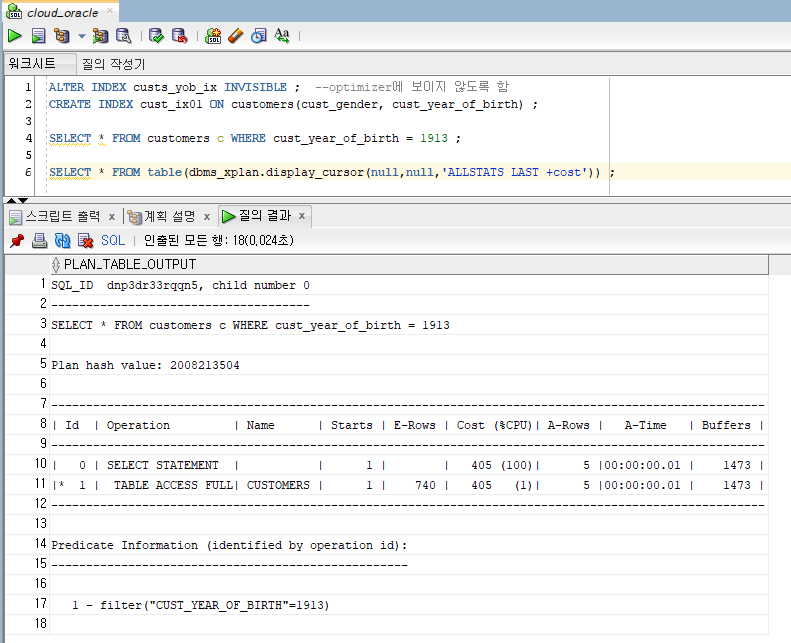 cloud_oracle
워크시트 질의 작성기
1 ALTER INDEX custs_yob_ix INVISIBLE ;  --optimizer에 보이지 않도록 함
2 CREATE INDEX cust_ix01 ON customers(cust_gender, cust_year_of_birth) ;
3
4 SELECT * FROM customers c WHERE cust_year_of_birth = 1913 ;
5
6 SELECT * FROM table(dbms_xplan.display_cursor(null,null,'ALLSTATS LAST +cost')) ;
스크립트 출력 x 계획 설명 x 질의 결과 x
SQL | 인출된 모든 행: 18(0,024초)
PLAN_TABLE_OUTPUT
1 SQL_ID  dnp3dr33rqqn5, child number 0
2 -------------------------------------
3 SELECT * FROM customers c WHERE cust_year_of_birth = 1913
4
5 Plan hash value: 2008213504
6
7 ------------------------------------------------------------------------------------------------------
8 | Id  | Operation         | Name      | Starts | E-Rows | Cost (%CPU)| A-Rows |   A-Time   | Buffers |
9 ------------------------------------------------------------------------------------------------------
10 |   0 | SELECT STATEMENT  |           |      1 |        |   405 (100)|      5 |00:00:00.01 |    1473 |
11 |*  1 |  TABLE ACCESS FULL| CUSTOMERS |      1 |    740 |   405   (1)|      5 |00:00:00.01 |    1473 |
12 ------------------------------------------------------------------------------------------------------
13
14 Predicate Information (identified by operation id):
15 ---------------------------------------------------
16
17    1 - filter("CUST_YEAR_OF_BIRTH"=1913)
18